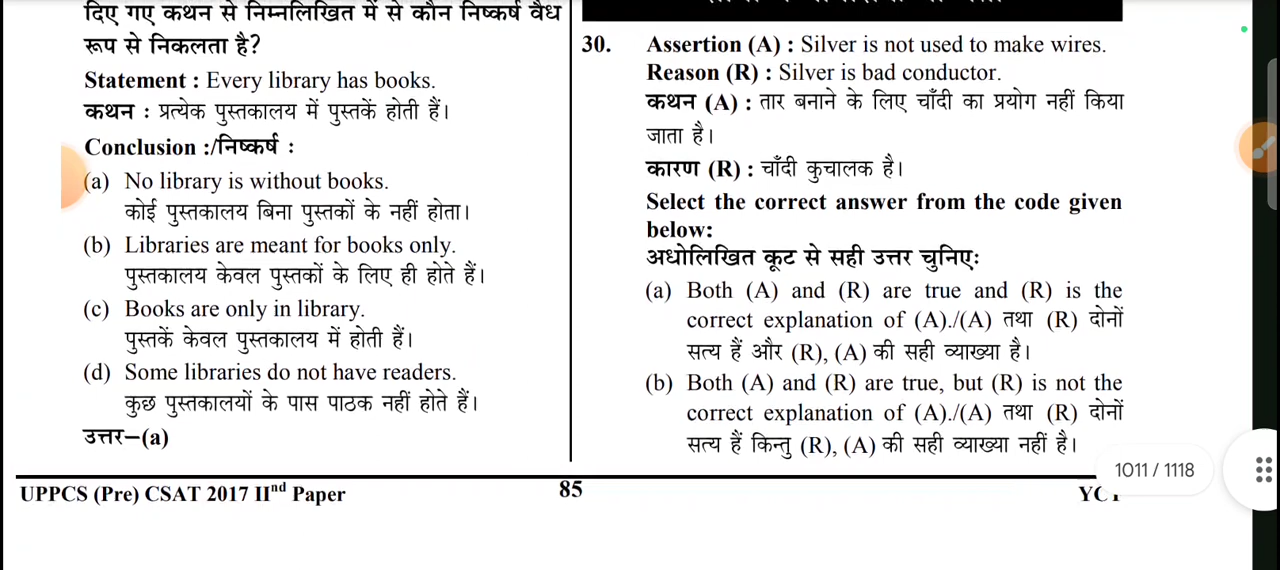 दिए गए कथन से निम्नलिखित में से कौन निष्कर्ष वैध
रूप से निकलता है?
Statement : Every library has books.
कथन : प्रत्येक पुस्तकालय में पुस्तकें होती हैं।
Conclusion :/निष्कर्ष :
(a) No library is without books.
कोई पुस्तकालय बिना पुस्तकों के नहीं होता।
(b) Libraries are meant for books only.
पुस्तकालय केवल पुस्तकों के लिए ही होते हैं।
(c) Books are only in library.
पुस्तकें केवल पुस्तकालय में होती हैं।
(d) Some libraries do not have readers.
कुछ पुस्तकालयों के पास पाठक नहीं होते हैं।
उत्तर–(a)
30. Assertion (A) : Silver is not used to make wires.
Reason (R) : Silver is bad conductor.
कथन (A) : तार बनाने के लिए चाँदी का प्रयोग नहीं किया
जाता है।
कारण (R) : चाँदी कुचालक है।
Select the correct answer from the code given
below:
अधोलिखित कूट से सही उत्तर चुनिए:
(a) Both (A) and (R) are true and (R) is the
correct explanation of (A)./(A) तथा (R) दोनों
सत्य हैं और (R), (A) की सही व्याख्या है।
(b) Both (A) and (R) are true, but (R) is not the
correct explanation of (A)./(A) तथा (R) दोनों
सत्य हैं किन्तु (R), (A) की सही व्याख्या नहीं है।
1011 / 1118
UPPCS (Pre) CSAT 2017 IInd Paper
85
YCT